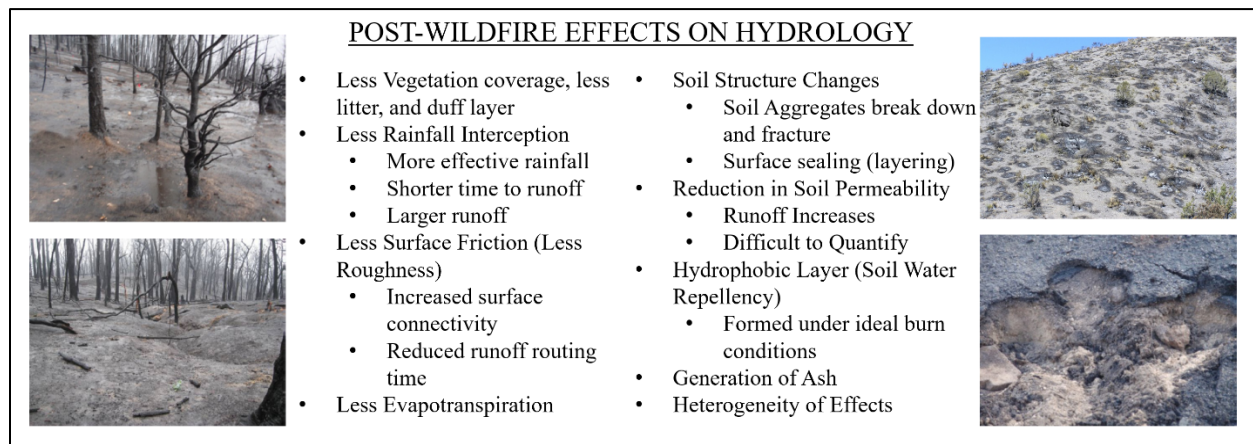 POST-WILDFIRE EFFECTS ON HYDROLOGY
• Less Vegetation coverage, less
litter, and duff layer
• Less Rainfall Interception
• More effective rainfall
• Shorter time to runoff
• Larger runoff
• Less Surface Friction (Less
Roughness)
• Increased surface
connectivity
• Reduced runoff routing
time
• Less Evapotranspiration
• Soil Structure Changes
• Soil Aggregates break down
and fracture
• Surface sealing (layering)
• Reduction in Soil Permeability
• Runoff Increases
• Difficult to Quantify
• Hydrophobic Layer (Soil Water
Repellency)
• Formed under ideal burn
conditions
• Generation of Ash
• Heterogeneity of Effects